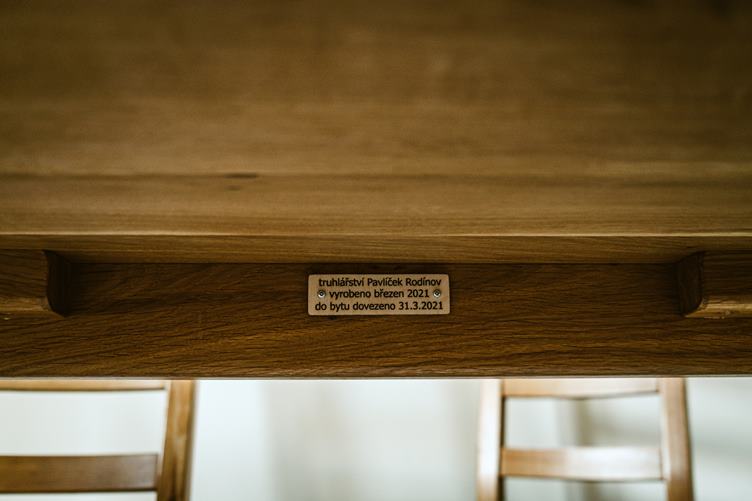 truhlářství Pavlíček Rodínov
vyrobeno březen 2021
do bytu dovezeno 31.3.2021